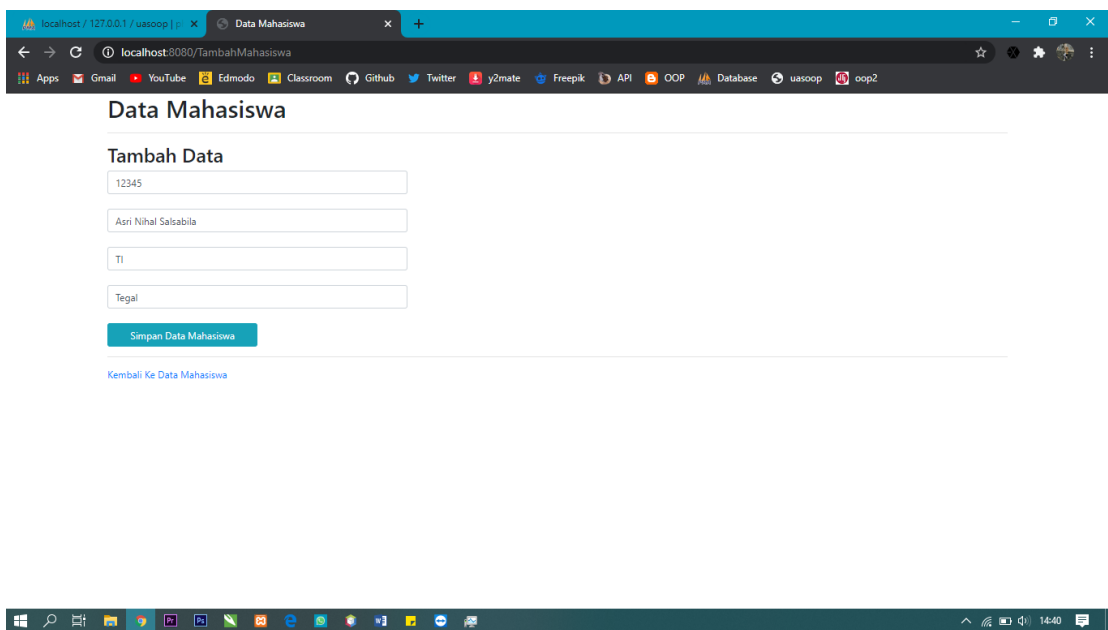 localhost / 127.0.0.1 / uasoop | p
Data Mahasiswa
localhost:8080/TambahMahasiswa
Apps Gmail YouTube Edmodo Classroom Github Twitter y2mate Freepik API OOP Database uasoop oop2
Data Mahasiswa
Tambah Data
12345
Asri Nihal Salsabila
TI
Tegal
Simpan Data Mahasiswa
Kembali Ke Data Mahasiswa
Pr Ps
14:40